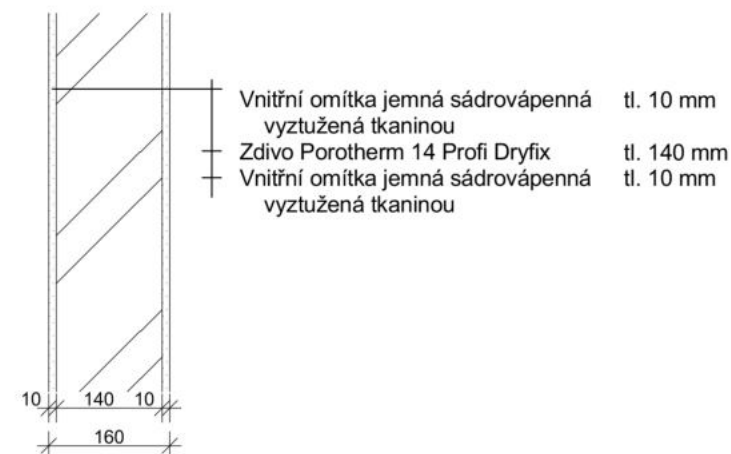 Vnitřní omítka jemná sádrovápenná tl. 10 mm
vyztužená tkaninou
Zdivo Porotherm 14 Profi Dryfix tl. 140 mm
Vnitřní omítka jemná sádrovápenná tl. 10 mm
vyztužená tkaninou
10 140 10
160